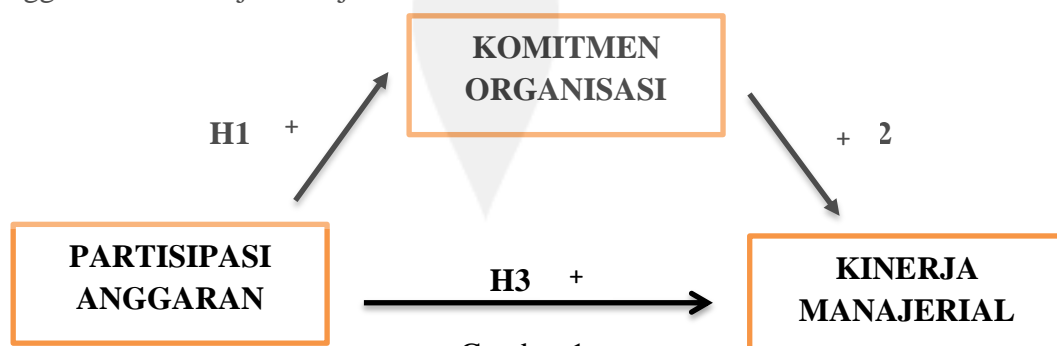 KOMITMEN
ORGANISASI
H1 +
+ 2
PARTISIPASI
ANGGARAN
H3 +
KINERJA
MANAJERIAL